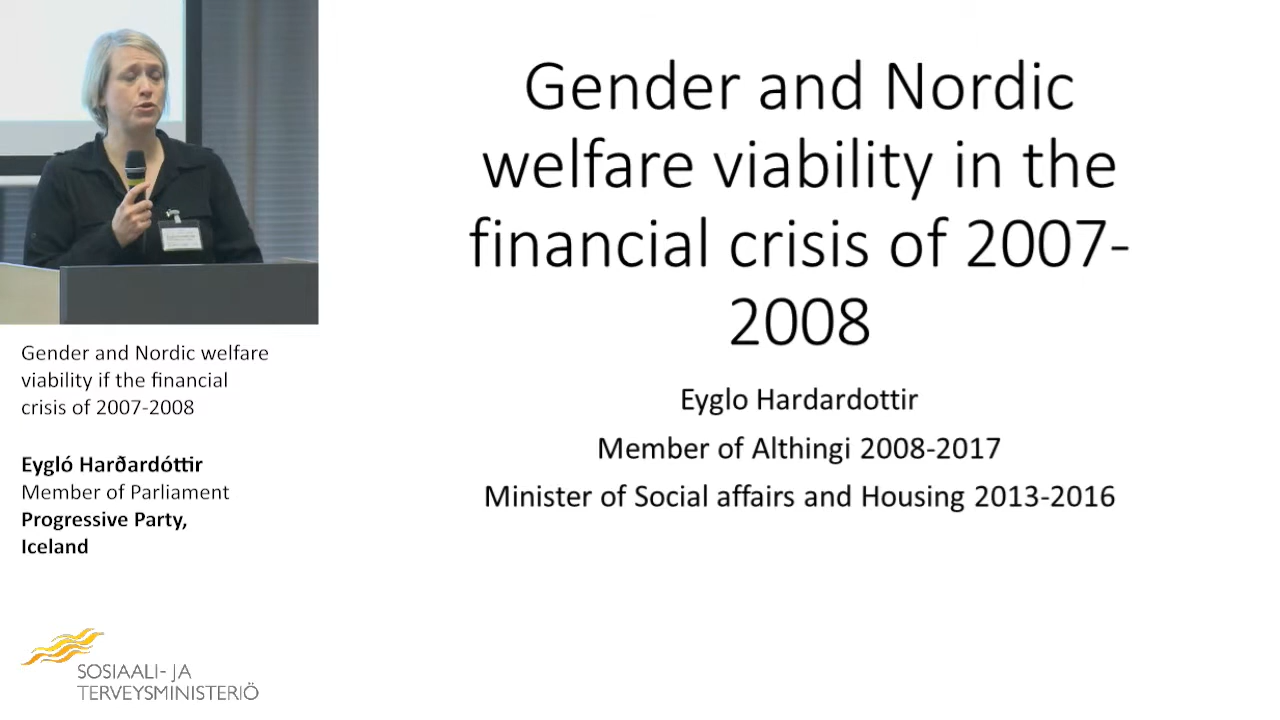 Gender and Nordic
welfare viability in the
financial crisis of 2007-
2008
Eyglo Hardardottir
Member of Althingi 2008-2017
Minister of Social affairs and Housing 2013-2016
Gender and Nordic welfare
viability if the financial
crisis of 2007-2008
Eygló Harðardóttir
Member of Parliament
Progressive Party,
Iceland
SOSIAALI- JA
TERVEYSMINISTERIÖ